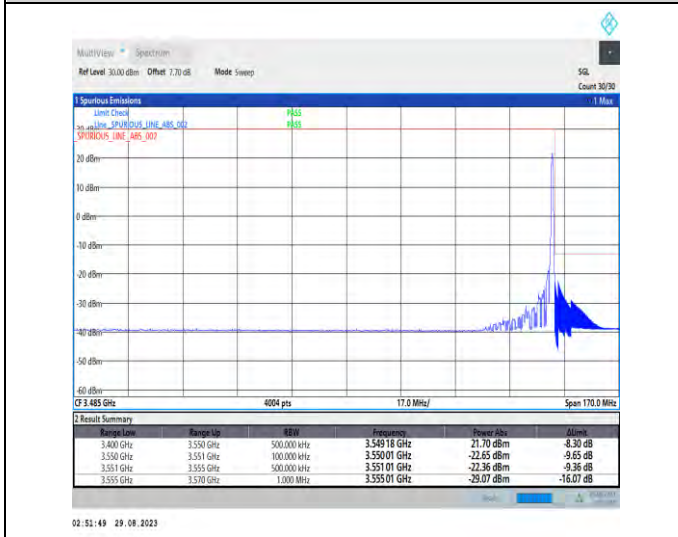 MultiView Spectrum
Ref Level 30.00 dBm Offset 7.70 dB Mode Sweep SGL
Count 30/30
1 Spurious Emissions 1 Max
Limit Check PASS
Line _SPURIOUS_LINE_ABS_002 PASS
_SPURIOUS_LINE_ABS_002
20 dBm
10 dBm
0 dBm
-10 dBm
-20 dBm
-30 dBm
-40 dBm
-50 dBm
-60 dBm
CF 3.485 GHz 4004 pts 17.0 MHz/ Span 170.0 MHz
2 Result Summary
Range Low Range Up RBW Frequency Power Abs ΔLimit
3.400 GHz 3.550 GHz 500.000 kHz 3.549 18 GHz 21.70 dBm -8.30 dB
3.550 GHz 3.551 GHz 100.000 kHz 3.550 01 GHz -22.65 dBm -9.65 dB
3.551 GHz 3.555 GHz 500.000 kHz 3.551 01 GHz -22.36 dBm -9.36 dB
3.555 GHz 3.570 GHz 1.000 MHz 3.555 01 GHz -29.07 dBm -16.07 dB
02:51:49 29.08.2023